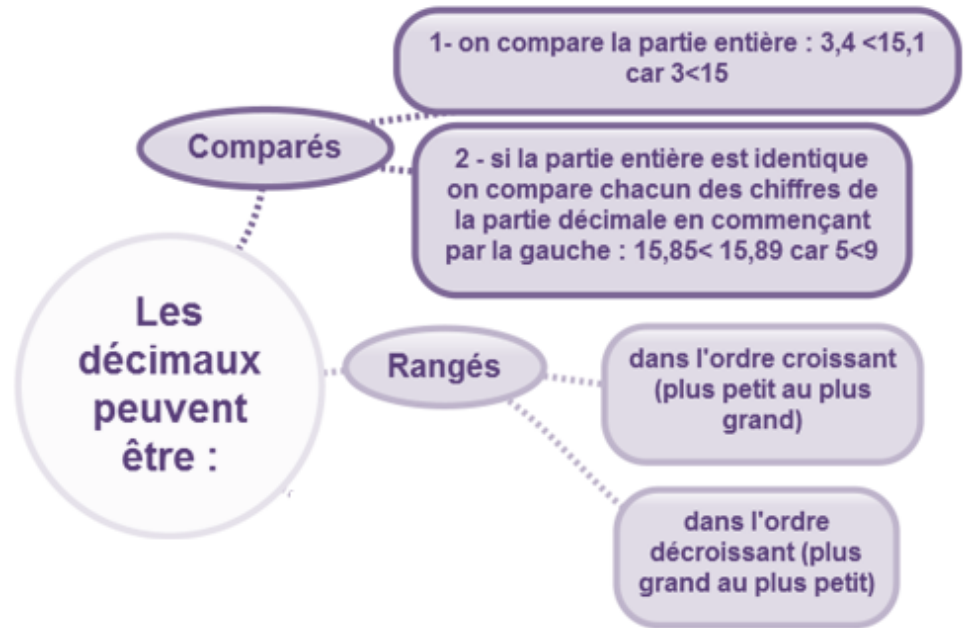 1- on compare la partie entière : 3,4 <15,1
car 3<15
Comparés
2 - si la partie entière est identique
on compare chacun des chiffres de
la partie décimale en commençant
par la gauche : 15,85< 15,89 car 5<9
Les
décimaux
peuvent
être :
Rangés
dans l'ordre croissant
(plus petit au plus
grand)
dans l'ordre
décroissant (plus
grand au plus petit)